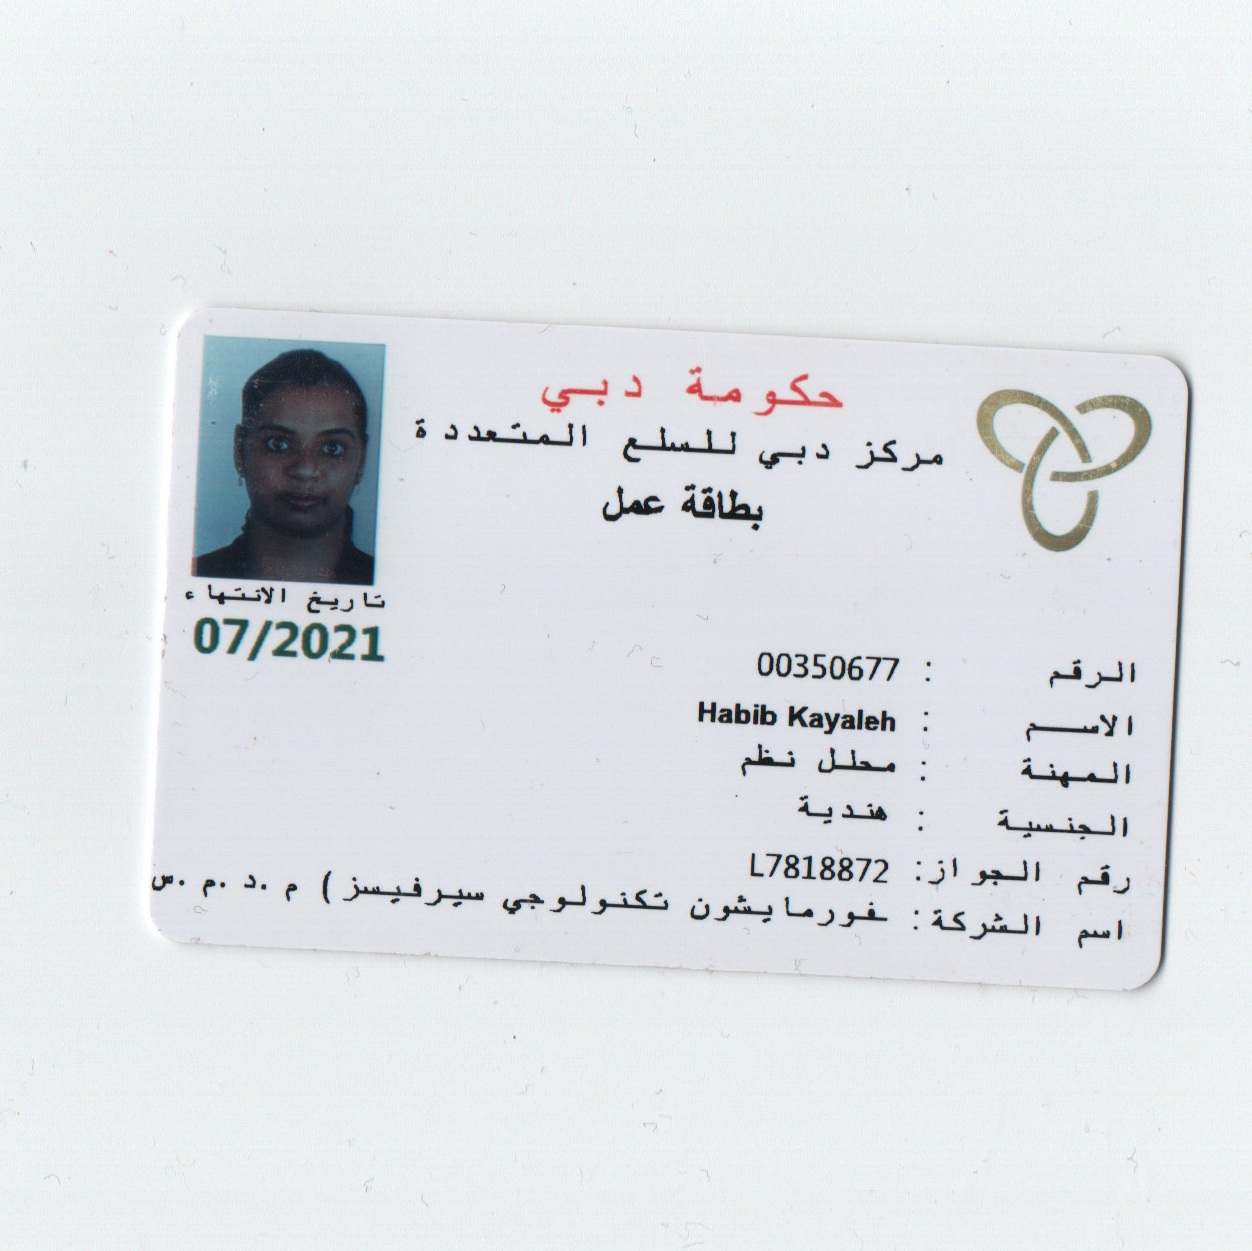 حكومة دبي
مركز دبي للسلع المتعددة
بطاقة عمل
تاريخ الانتهاء
07/2021
الرقم : 00350677
الاسم : Habib Kayaleh
المهنة : محلل نظم
الجنسية : هندية
رقم الجواز: L7818872
اسم الشركة: فورمايشون تكنولوجي سيرفيسز ) م .د .م .س